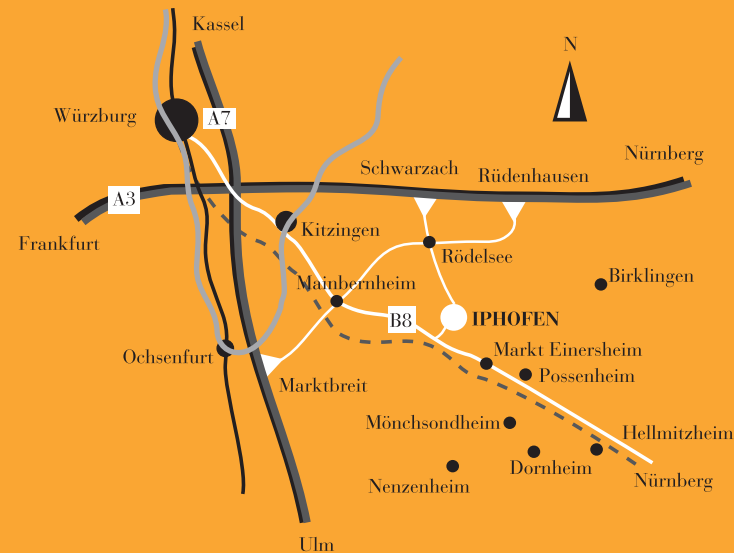 Kassel
N
Würzburg
A7
Schwarzach
Rüdenhausen
Nürnberg
A3
Frankfurt
Kitzingen
Rödelsee
Birklingen
Mainbernheim
B8
IPHOFEN
Markt Einersheim
Ochsenfurt
Possenheim
Marktbreit
Mönchsondheim
Hellmitzheim
Dornheim
Nenzenheim
Nürnberg
Ulm